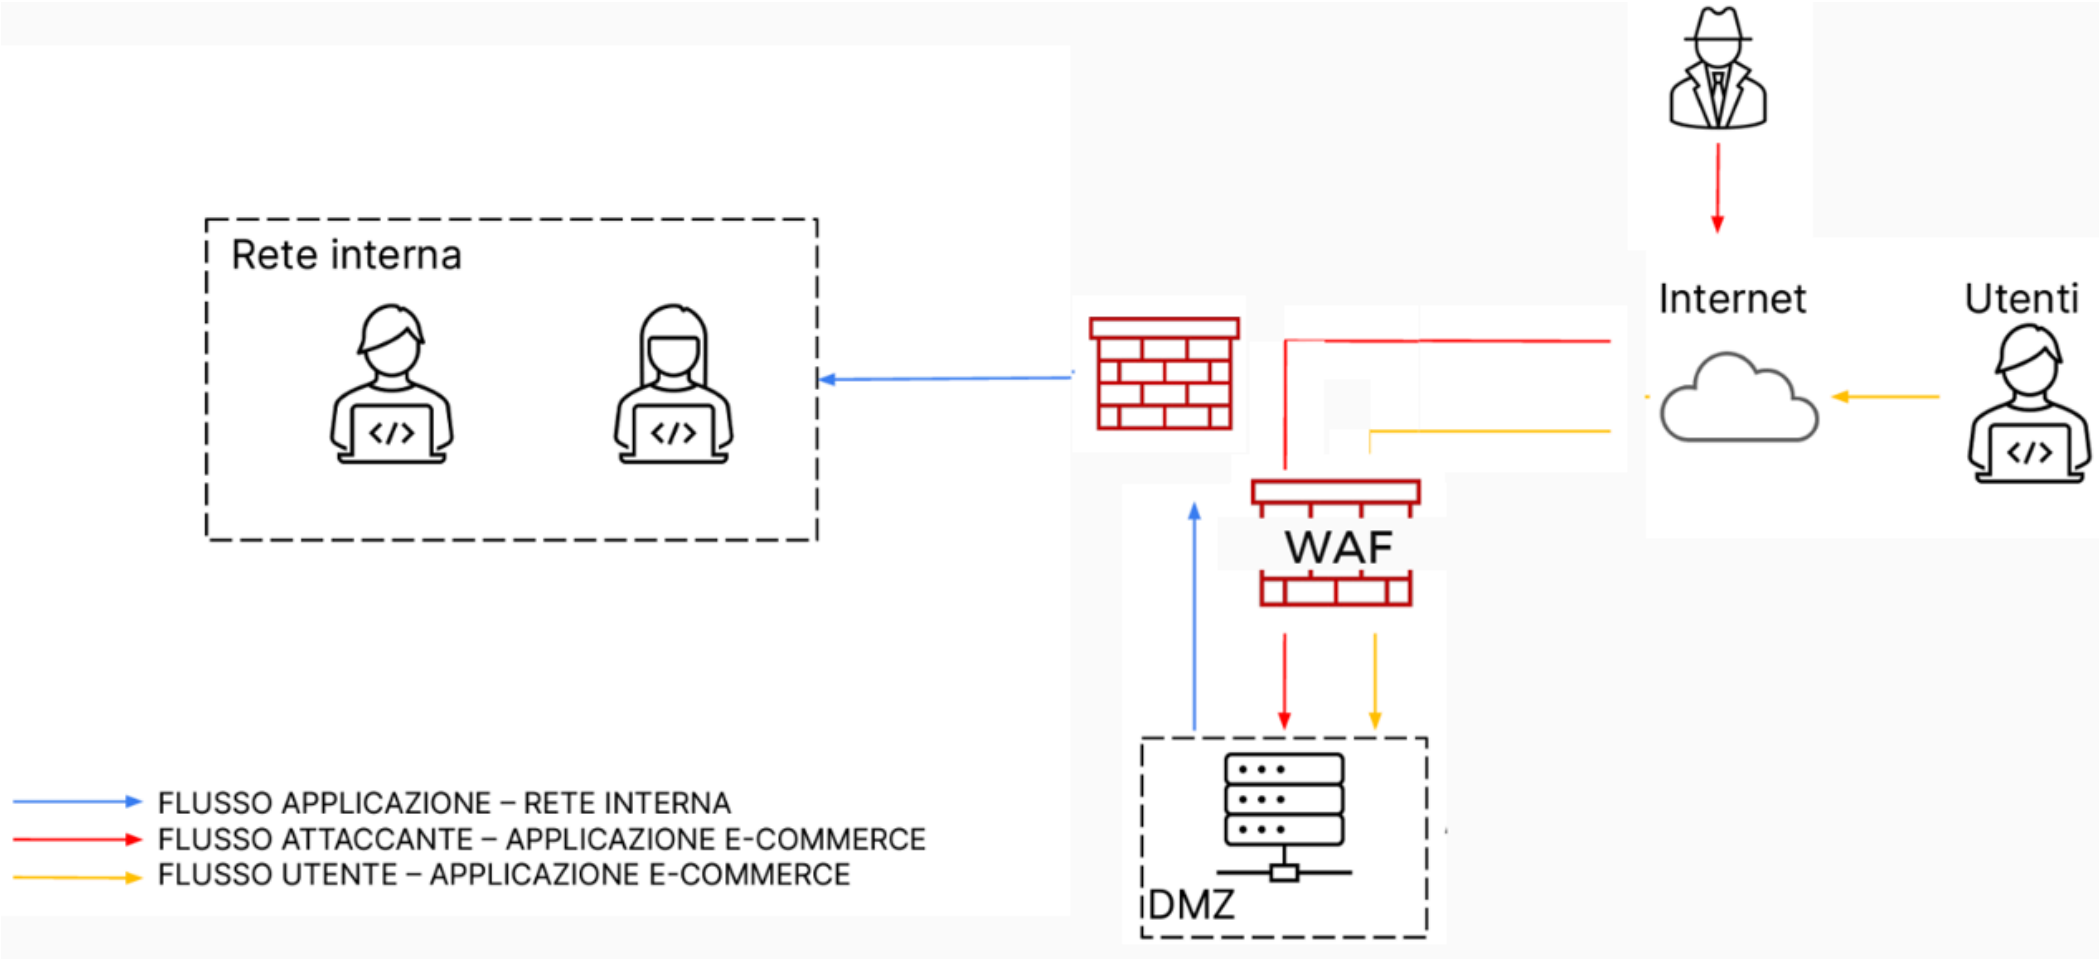 Rete interna
</>
</>
Internet
Utenti
</>
WAF
DMZ
FLUSSO APPLICAZIONE – RETE INTERNA
FLUSSO ATTACCANTE – APPLICAZIONE E-COMMERCE
FLUSSO UTENTE – APPLICAZIONE E-COMMERCE